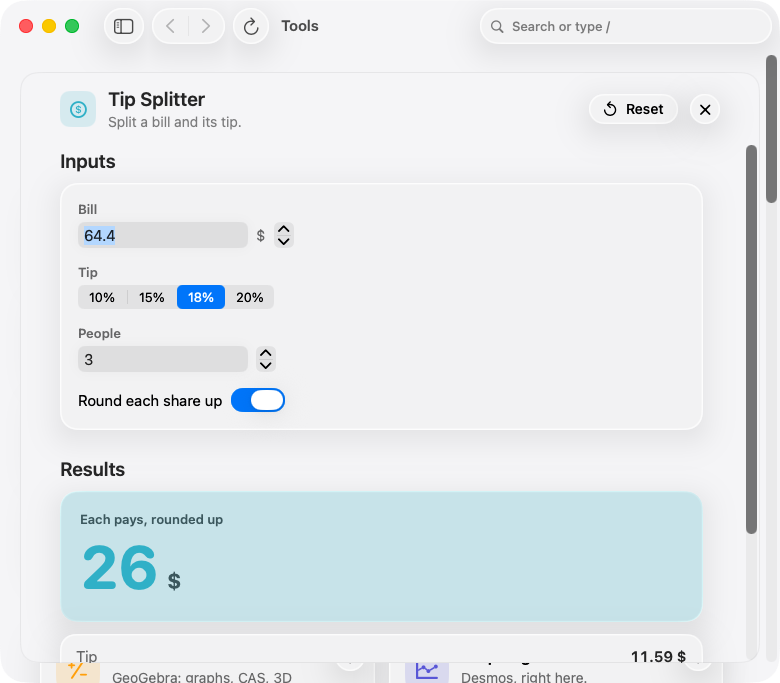 Tools
Search or type /
Tip Splitter
Split a bill and its tip.
Reset
Inputs
Bill
64.4 $
Tip
10% 15% 18% 20%
People
3
Round each share up
Results
Each pays, rounded up
26 $
Tip 11.59 $
GeoGebra: graphs, CAS, 3D
Desmos, right here.